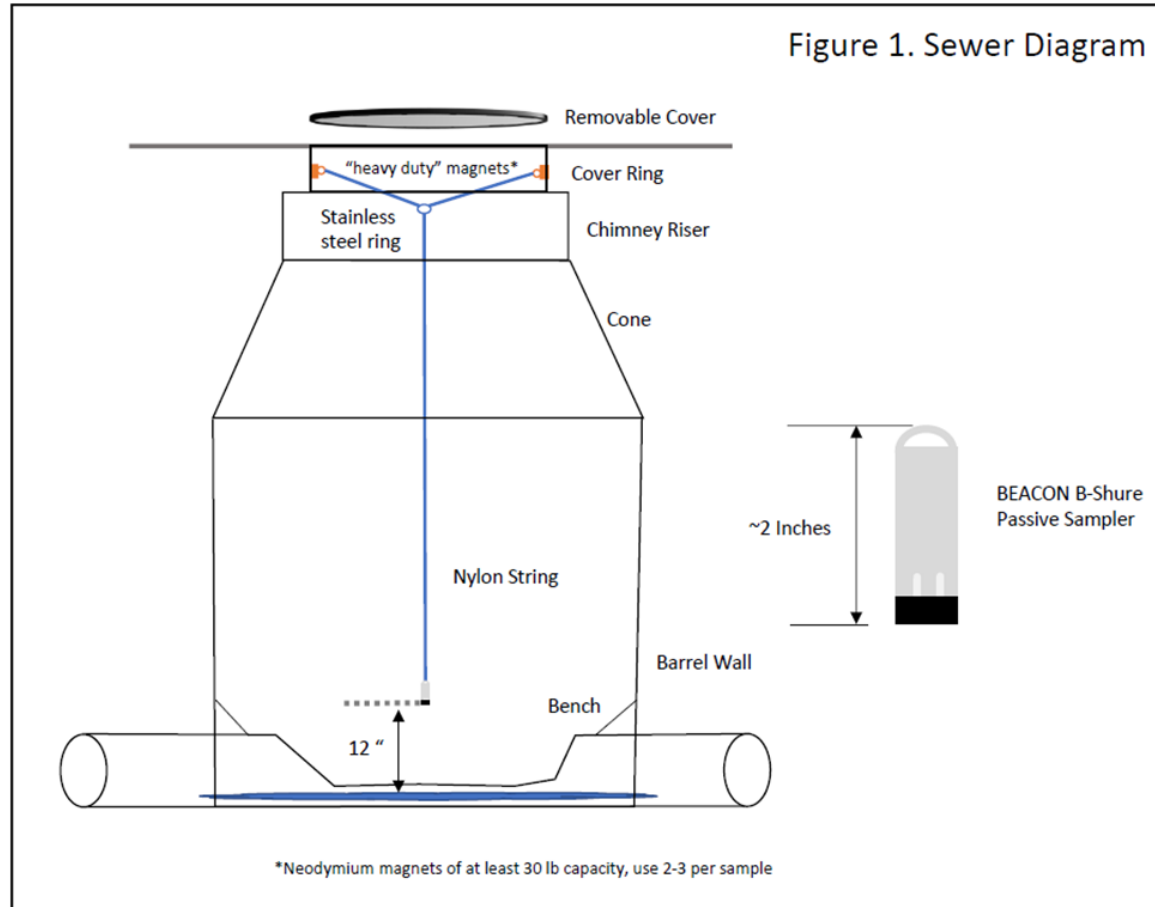 Figure 1. Sewer Diagram
Removable Cover
“heavy duty” magnets*
Cover Ring
Stainless
steel ring
Chimney Riser
Cone
BEACON B-Shure
Passive Sampler
~2 Inches
Nylon String
Barrel Wall
Bench
12 “
*Neodymium magnets of at least 30 lb capacity, use 2-3 per sample